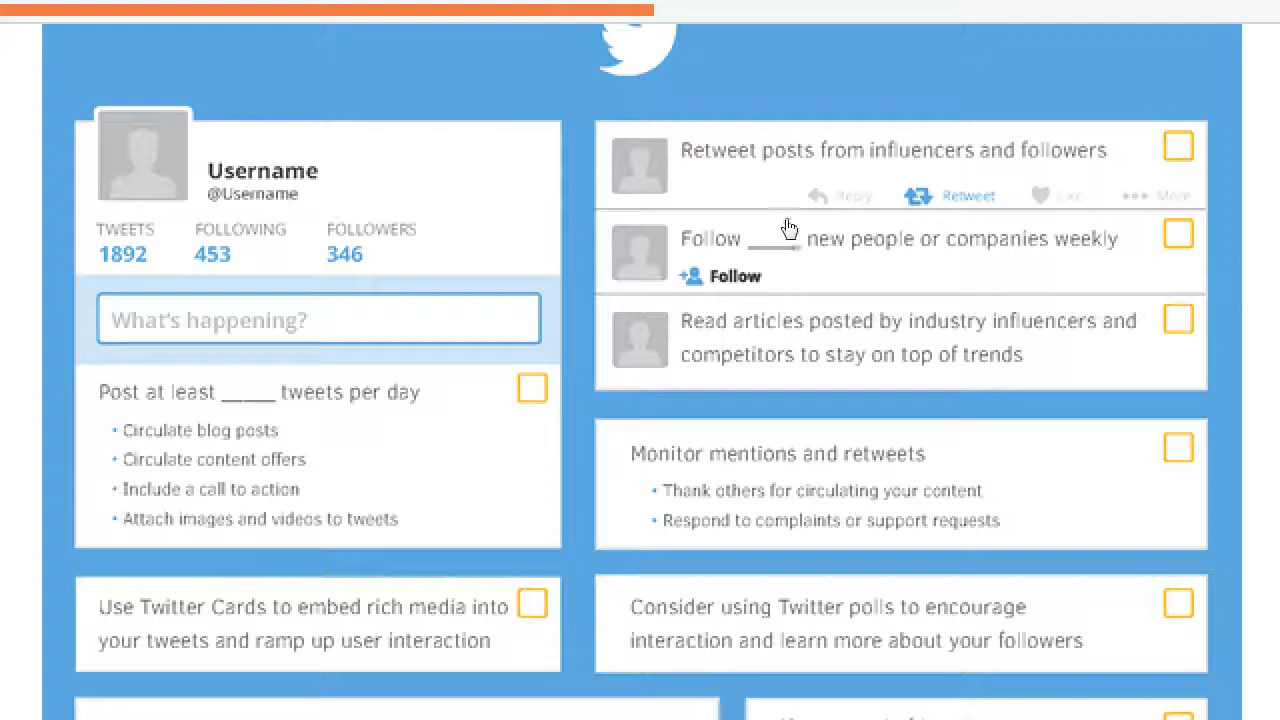 Username
@Username
TWEETS FOLLOWING FOLLOWERS
1892 453 346
What's happening?
Post at least _____ tweets per day
• Circulate blog posts
• Circulate content offers
• Include a call to action
• Attach images and videos to tweets
Use Twitter Cards to embed rich media into
your tweets and ramp up user interaction
Retweet posts from influencers and followers
Reply Retweet Like More
Follow _____ new people or companies weekly
Follow
Read articles posted by industry influencers and
competitors to stay on top of trends
Monitor mentions and retweets
• Thank others for circulating your content
• Respond to complaints or support requests
Consider using Twitter polls to encourage
interaction and learn more about your followers